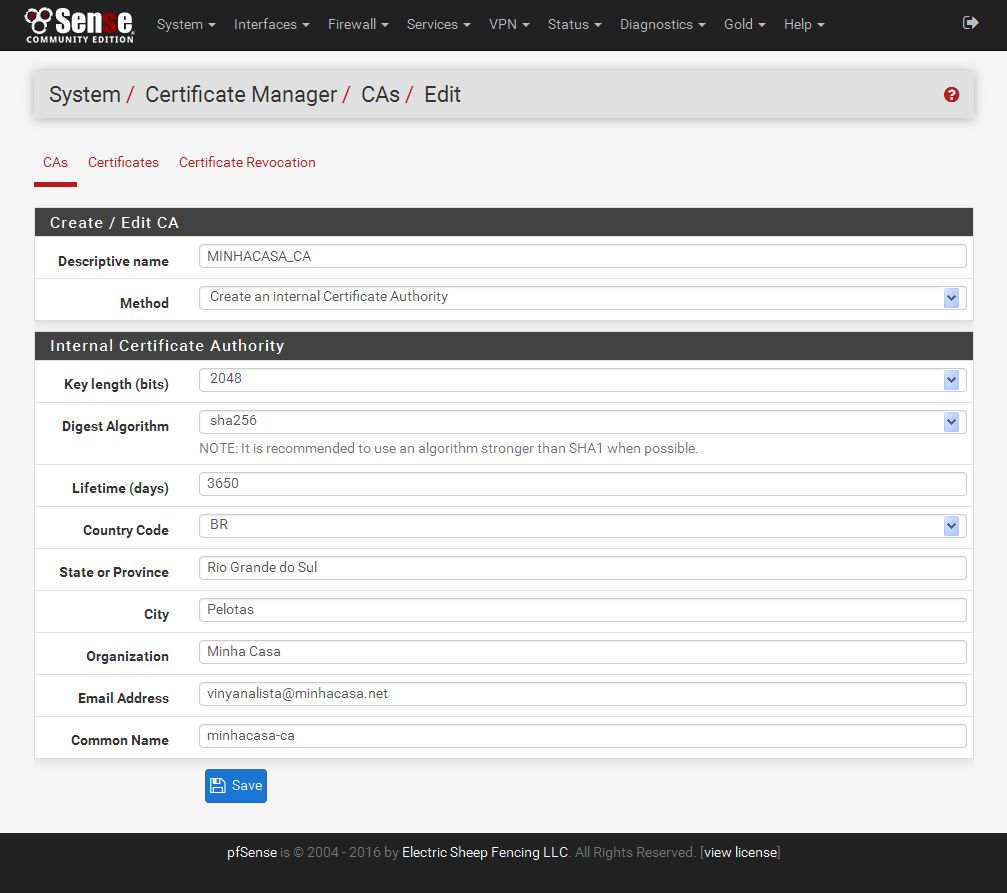 Sense
COMMUNITY EDITION
System Interfaces Firewall Services VPN Status Diagnostics Gold Help
System / Certificate Manager / CAs / Edit
CAs Certificates Certificate Revocation
Create / Edit CA
Descriptive name MINHACASA_CA
Method Create an internal Certificate Authority
Internal Certificate Authority
Key length (bits) 2048
Digest Algorithm sha256
NOTE: It is recommended to use an algorithm stronger than SHA1 when possible.
Lifetime (days) 3650
Country Code BR
State or Province Rio Grande do Sul
City Pelotas
Organization Minha Casa
Email Address vinyanalista@minhacasa.net
Common Name minhacasa-ca
Save
pfSense is © 2004 - 2016 by Electric Sheep Fencing LLC. All Rights Reserved. [view license]